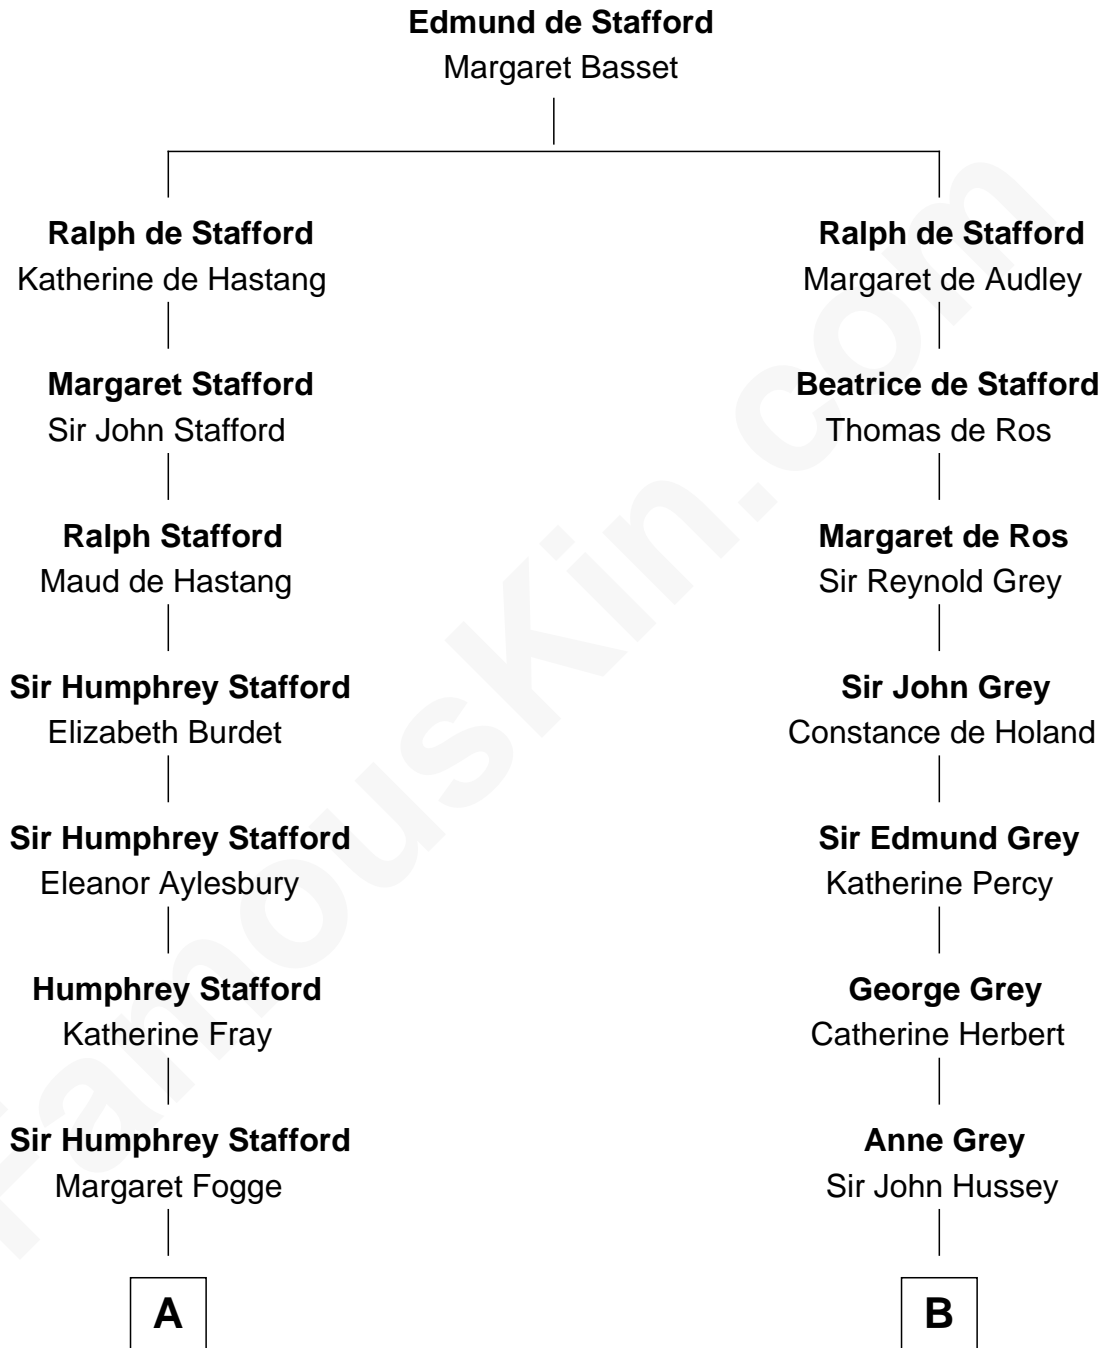 Edmund de Stafford
Margaret Basset
Ralph de Stafford
Katherine de Hastang
Margaret Stafford
Sir John Stafford
Ralph Stafford
Maud de Hastang
Sir Humphrey Stafford
Elizabeth Burdet
Sir Humphrey Stafford
Eleanor Aylesbury
Humphrey Stafford
Katherine Fray
Sir Humphrey Stafford
Margaret Fogge
A
Ralph de Stafford
Margaret de Audley
Beatrice de Stafford
Thomas de Ros
Margaret de Ros
Sir Reynold Grey
Sir John Grey
Constance de Holand
Sir Edmund Grey
Katherine Percy
George Grey
Catherine Herbert
Anne Grey
Sir John Hussey
B
FamousKin.com